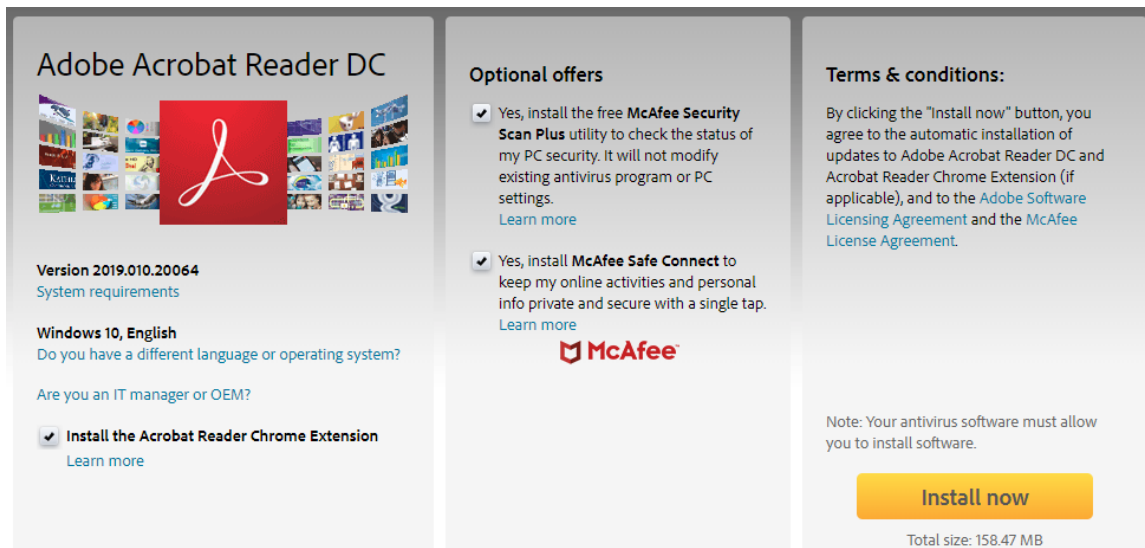 Adobe Acrobat Reader DC
Version 2019.010.20064
System requirements
Windows 10, English
Do you have a different language or operating system?
Are you an IT manager or OEM?
Install the Acrobat Reader Chrome Extension
Learn more
Optional offers
Yes, install the free McAfee Security
Scan Plus utility to check the status of
my PC security. It will not modify
existing antivirus program or PC
settings.
Learn more
Yes, install McAfee Safe Connect to
keep my online activities and personal
info private and secure with a single tap.
Learn more
McAfee™
Terms & conditions:
By clicking the "Install now" button, you
agree to the automatic installation of
updates to Adobe Acrobat Reader DC and
Acrobat Reader Chrome Extension (if
applicable), and to the Adobe Software
Licensing Agreement and the McAfee
License Agreement.
Note: Your antivirus software must allow
you to install software.
Install now
Total size: 158.47 MB